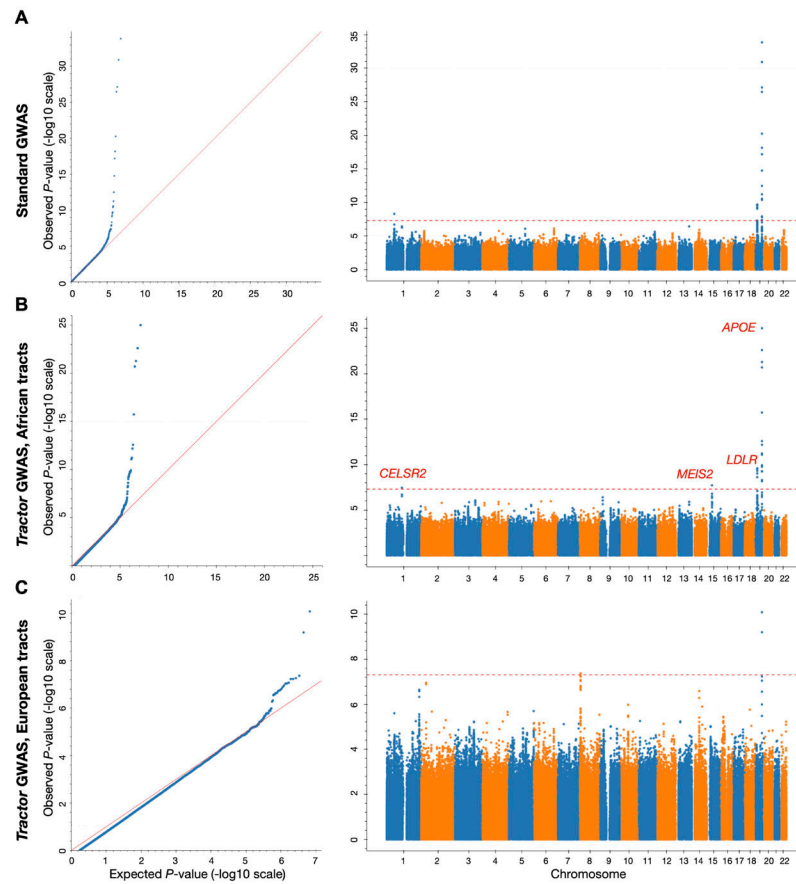 A
Standard GWAS
Observed P-value (-log10 scale)
0 5 10 15 20 25 30
0 5 10 15 20 25 30
0 5 10 15 20 25 30 35
1 2 3 4 5 6 7 8 9 10 11 12 13 14 15 16 17 18 20 22
B
Tractor GWAS, African tracts
Observed P-value (-log10 scale)
5 10 15 20 25
0 5 10 15 20 25
5 10 15 20 25
APOE
LDLR
CELSR2
MEIS2
1 2 3 4 5 6 7 8 9 10 11 12 13 14 15 16 17 18 20 22
C
Tractor GWAS, European tracts
Observed P-value (-log10 scale)
0 2 4 6 8 10
0 1 2 3 4 5 6 7
Expected P-value (-log10 scale)
0 2 4 6 8 10
1 2 3 4 5 6 7 8 9 10 11 12 13 14 15 16 17 18 20 22
Chromosome